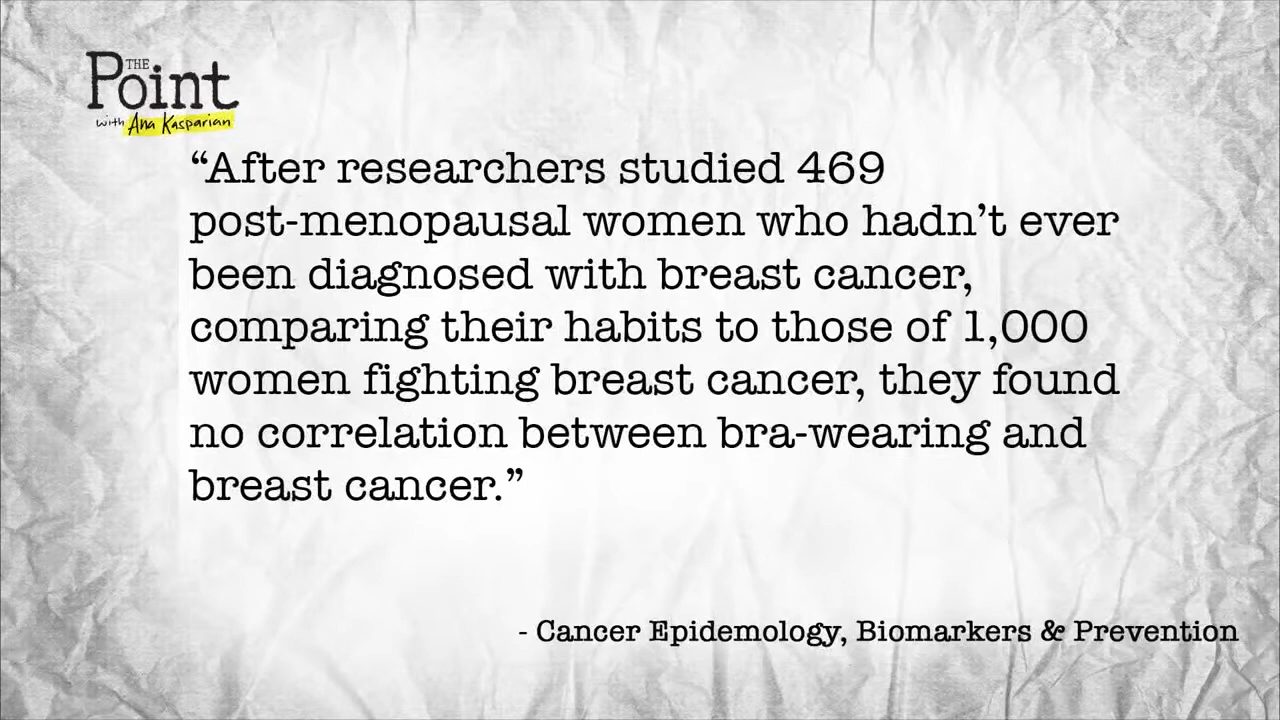 THE
Point
with Ana Kasparian
“After researchers studied 469
post-menopausal women who hadn’t ever
been diagnosed with breast cancer,
comparing their habits to those of 1,000
women fighting breast cancer, they found
no correlation between bra-wearing and
breast cancer.”
- Cancer Epidemology, Biomarkers & Prevention